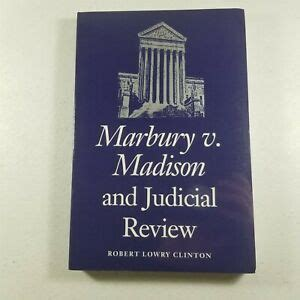 Marbury v.
Madison
and Judicial
Review
ROBERT LOWRY CLINTON